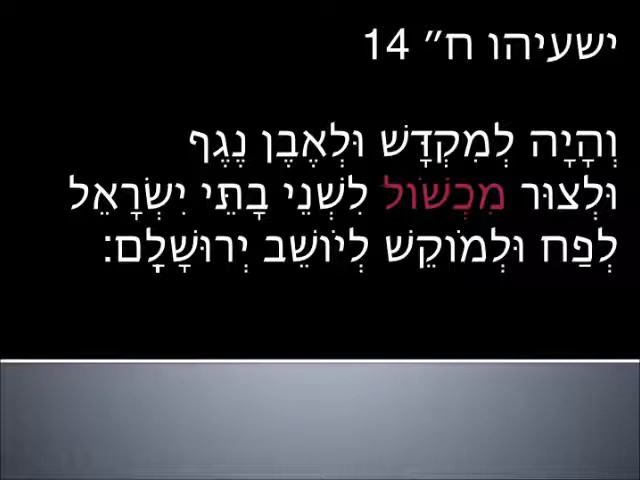 ישעיהו ח״ 14
וְהָיָה לְמִקְדָּשׁ וּלְאֶבֶן נֶגֶף
וּלְצוּר מִכְשׁוֹל לִשְׁנֵי בָתֵּי יִשְׂרָאֵל
לְפַח וּלְמוֹקֵשׁ לְיוֹשֵׁב יְרוּשָׁלִָם׃